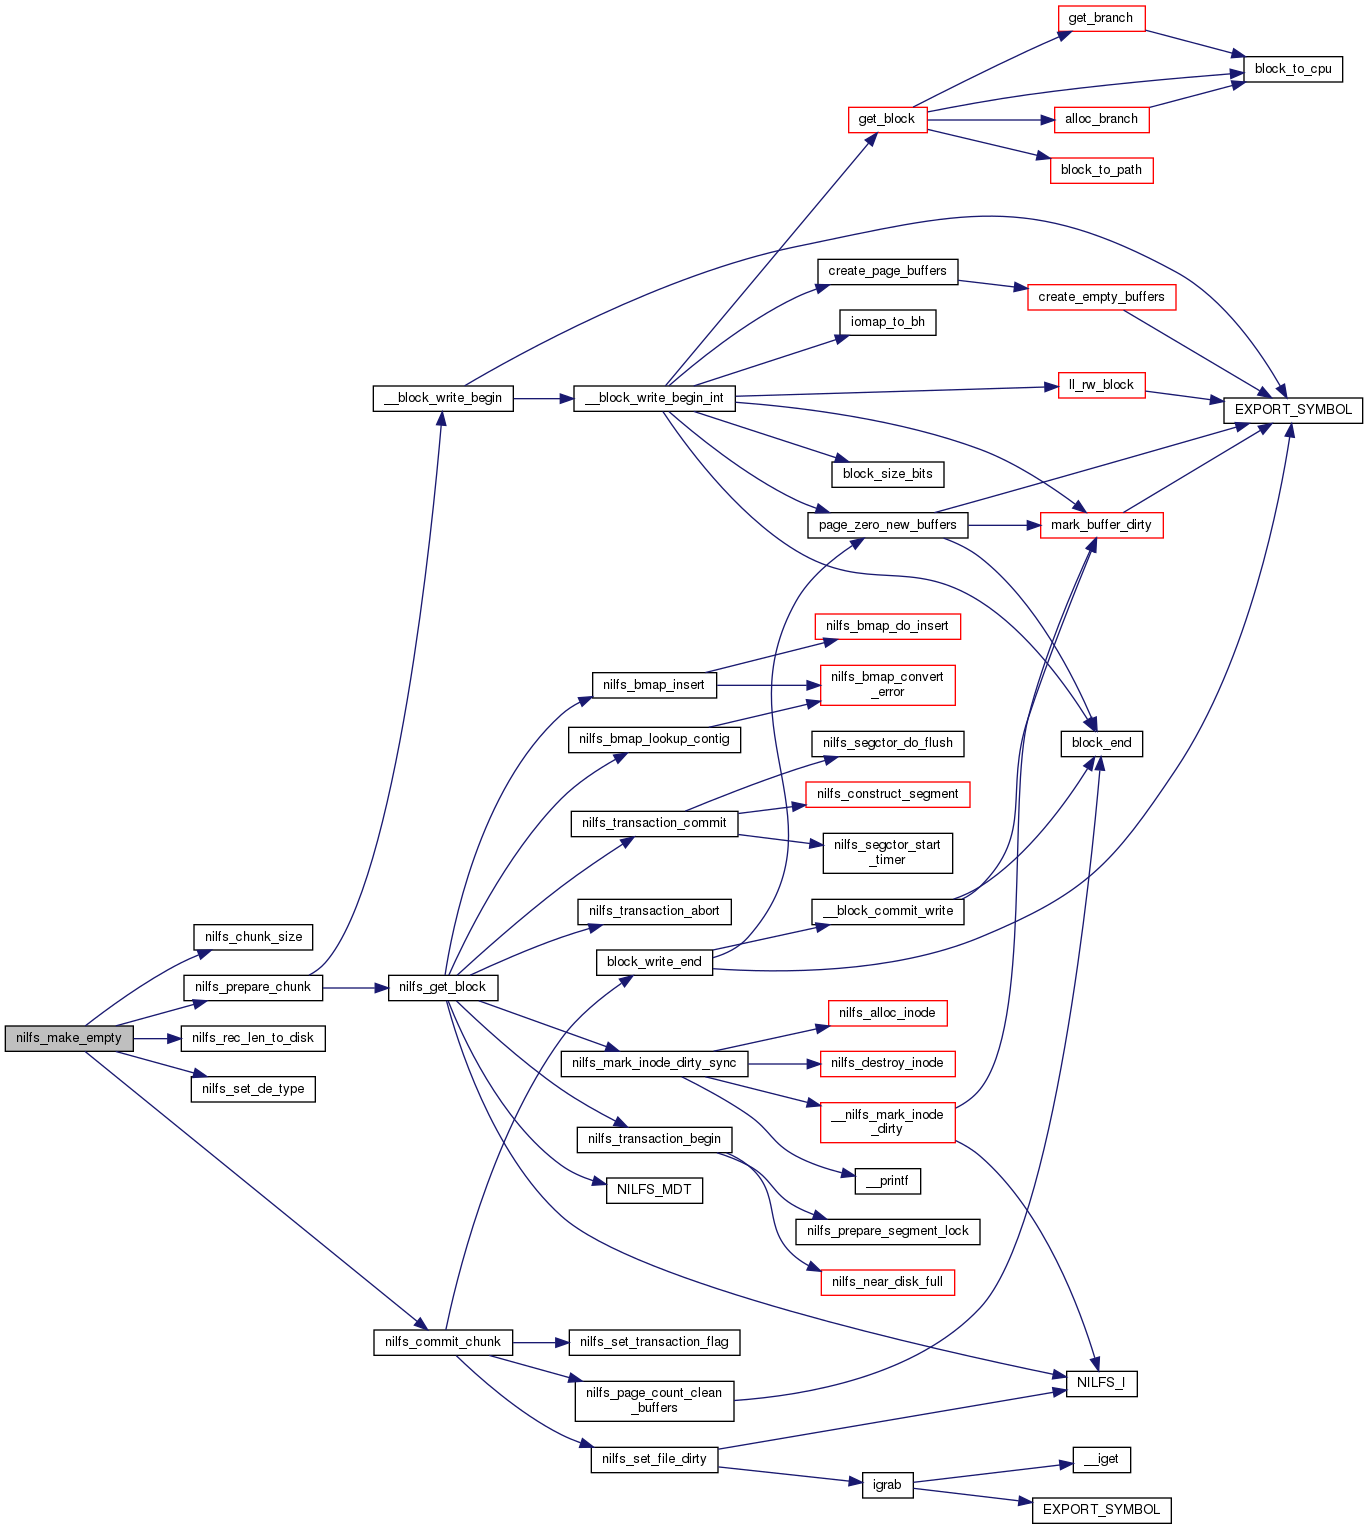 get_branch
block_to_cpu
get_block
alloc_branch
block_to_path
create_page_buffers
create_empty_buffers
iomap_to_bh
ll_rw_block
__block_write_begin
__block_write_begin_int
EXPORT_SYMBOL
block_size_bits
page_zero_new_buffers
mark_buffer_dirty
nilfs_bmap_do_insert
nilfs_bmap_insert
nilfs_bmap_convert
_error
nilfs_bmap_lookup_contig
nilfs_segctor_do_flush
block_end
nilfs_construct_segment
nilfs_transaction_commit
nilfs_segctor_start
_timer
nilfs_transaction_abort
__block_commit_write
nilfs_chunk_size
block_write_end
nilfs_prepare_chunk
nilfs_get_block
nilfs_alloc_inode
nilfs_make_empty
nilfs_rec_len_to_disk
nilfs_mark_inode_dirty_sync
nilfs_destroy_inode
nilfs_set_de_type
__nilfs_mark_inode
_dirty
nilfs_transaction_begin
__printf
NILFS_MDT
nilfs_prepare_segment_lock
nilfs_near_disk_full
nilfs_commit_chunk
nilfs_set_transaction_flag
NILFS_I
nilfs_page_count_clean
_buffers
nilfs_set_file_dirty
__iget
igrab
EXPORT_SYMBOL